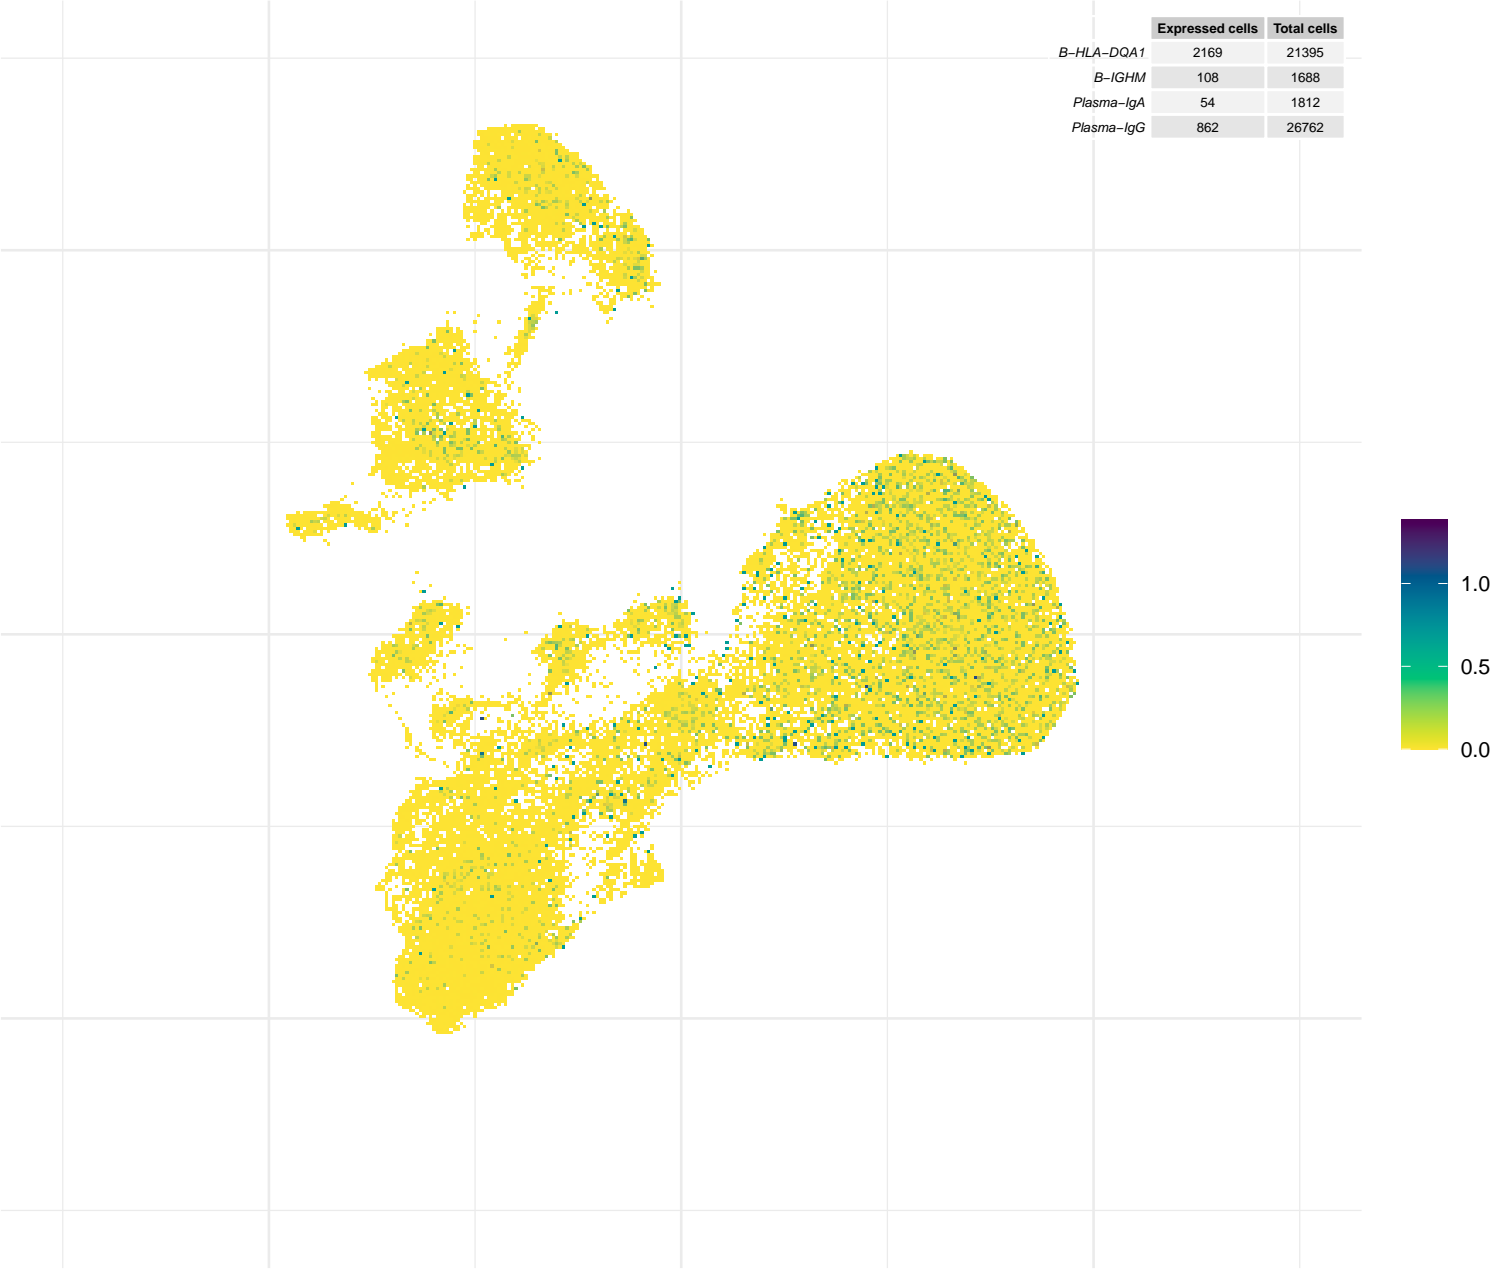 Expressed cells Total cells
B−HLA−DQA1 2169 21395
B−IGHM 108 1688
Plasma−IgA 54 1812
Plasma−IgG 862 26762
1.0
0.5
0.0